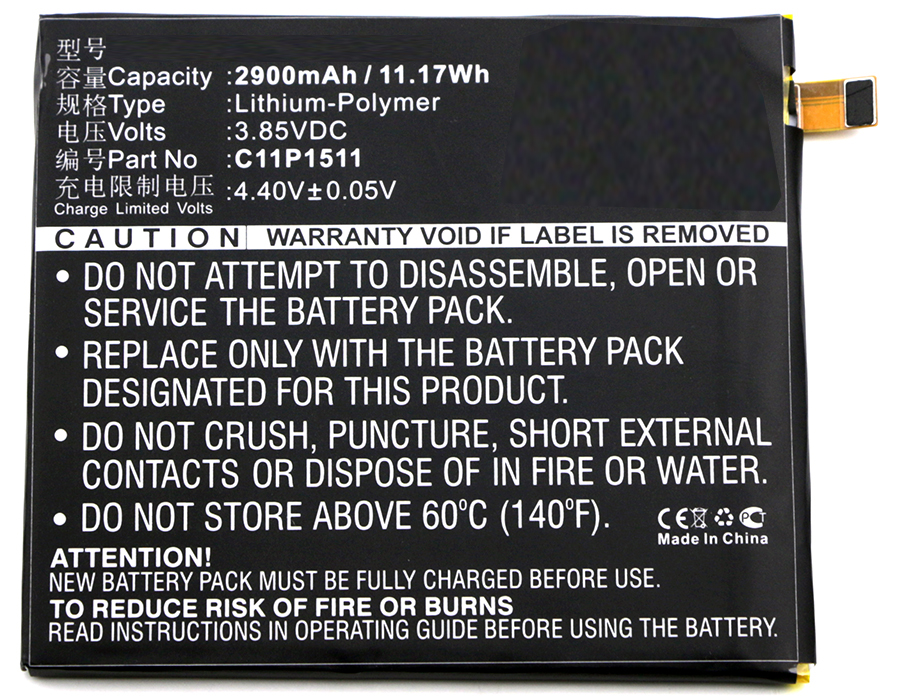 型号
容量Capacity :2900mAh / 11.17Wh
规格Type :Lithium-Polymer
电压Volts :3.85VDC
编号Part No :C11P1511
充电限制电压 :4.40V±0.05V
Charge Limited Volts
CAUTION WARRANTY VOID IF LABEL IS REMOVED
• DO NOT ATTEMPT TO DISASSEMBLE, OPEN OR
SERVICE THE BATTERY PACK.
• REPLACE ONLY WITH THE BATTERY PACK
DESIGNATED FOR THIS PRODUCT.
• DO NOT CRUSH, PUNCTURE, SHORT EXTERNAL
CONTACTS OR DISPOSE OF IN FIRE OR WATER.
• DO NOT STORE ABOVE 60°C (140°F).
CE PCT
Made In China
ATTENTION!
NEW BATTERY PACK MUST BE FULLY CHARGED BEFORE USE.
TO REDUCE RISK OF FIRE OR BURNS
READ INSTRUCTIONS IN OPERATING GUIDE BEFORE USING THE BATTERY.